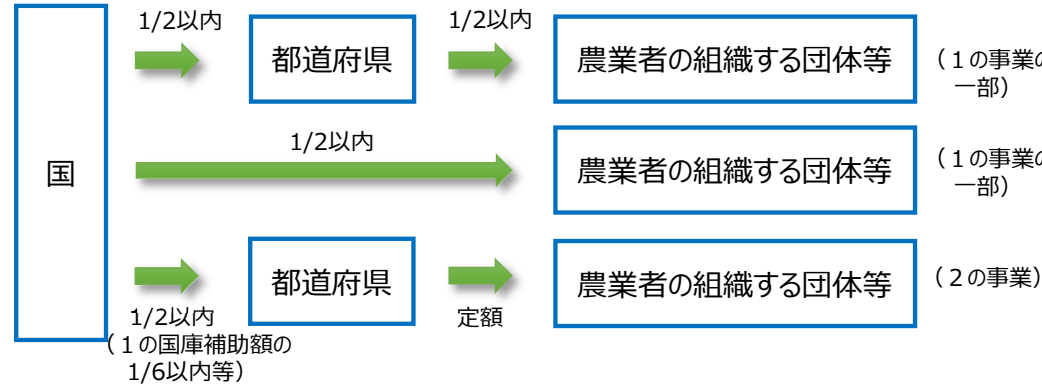 国
1/2以内
都道府県
1/2以内
農業者の組織する団体等
（１の事業の
一部）
1/2以内
農業者の組織する団体等
（１の事業の
一部）
1/2以内
（１の国庫補助額の
1/6以内等）
都道府県
定額
農業者の組織する団体等
（２の事業）